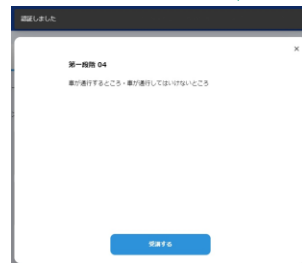 認証しました
×
第一段階 04
車が通行するところ・車が通行してはいけないところ
受講する